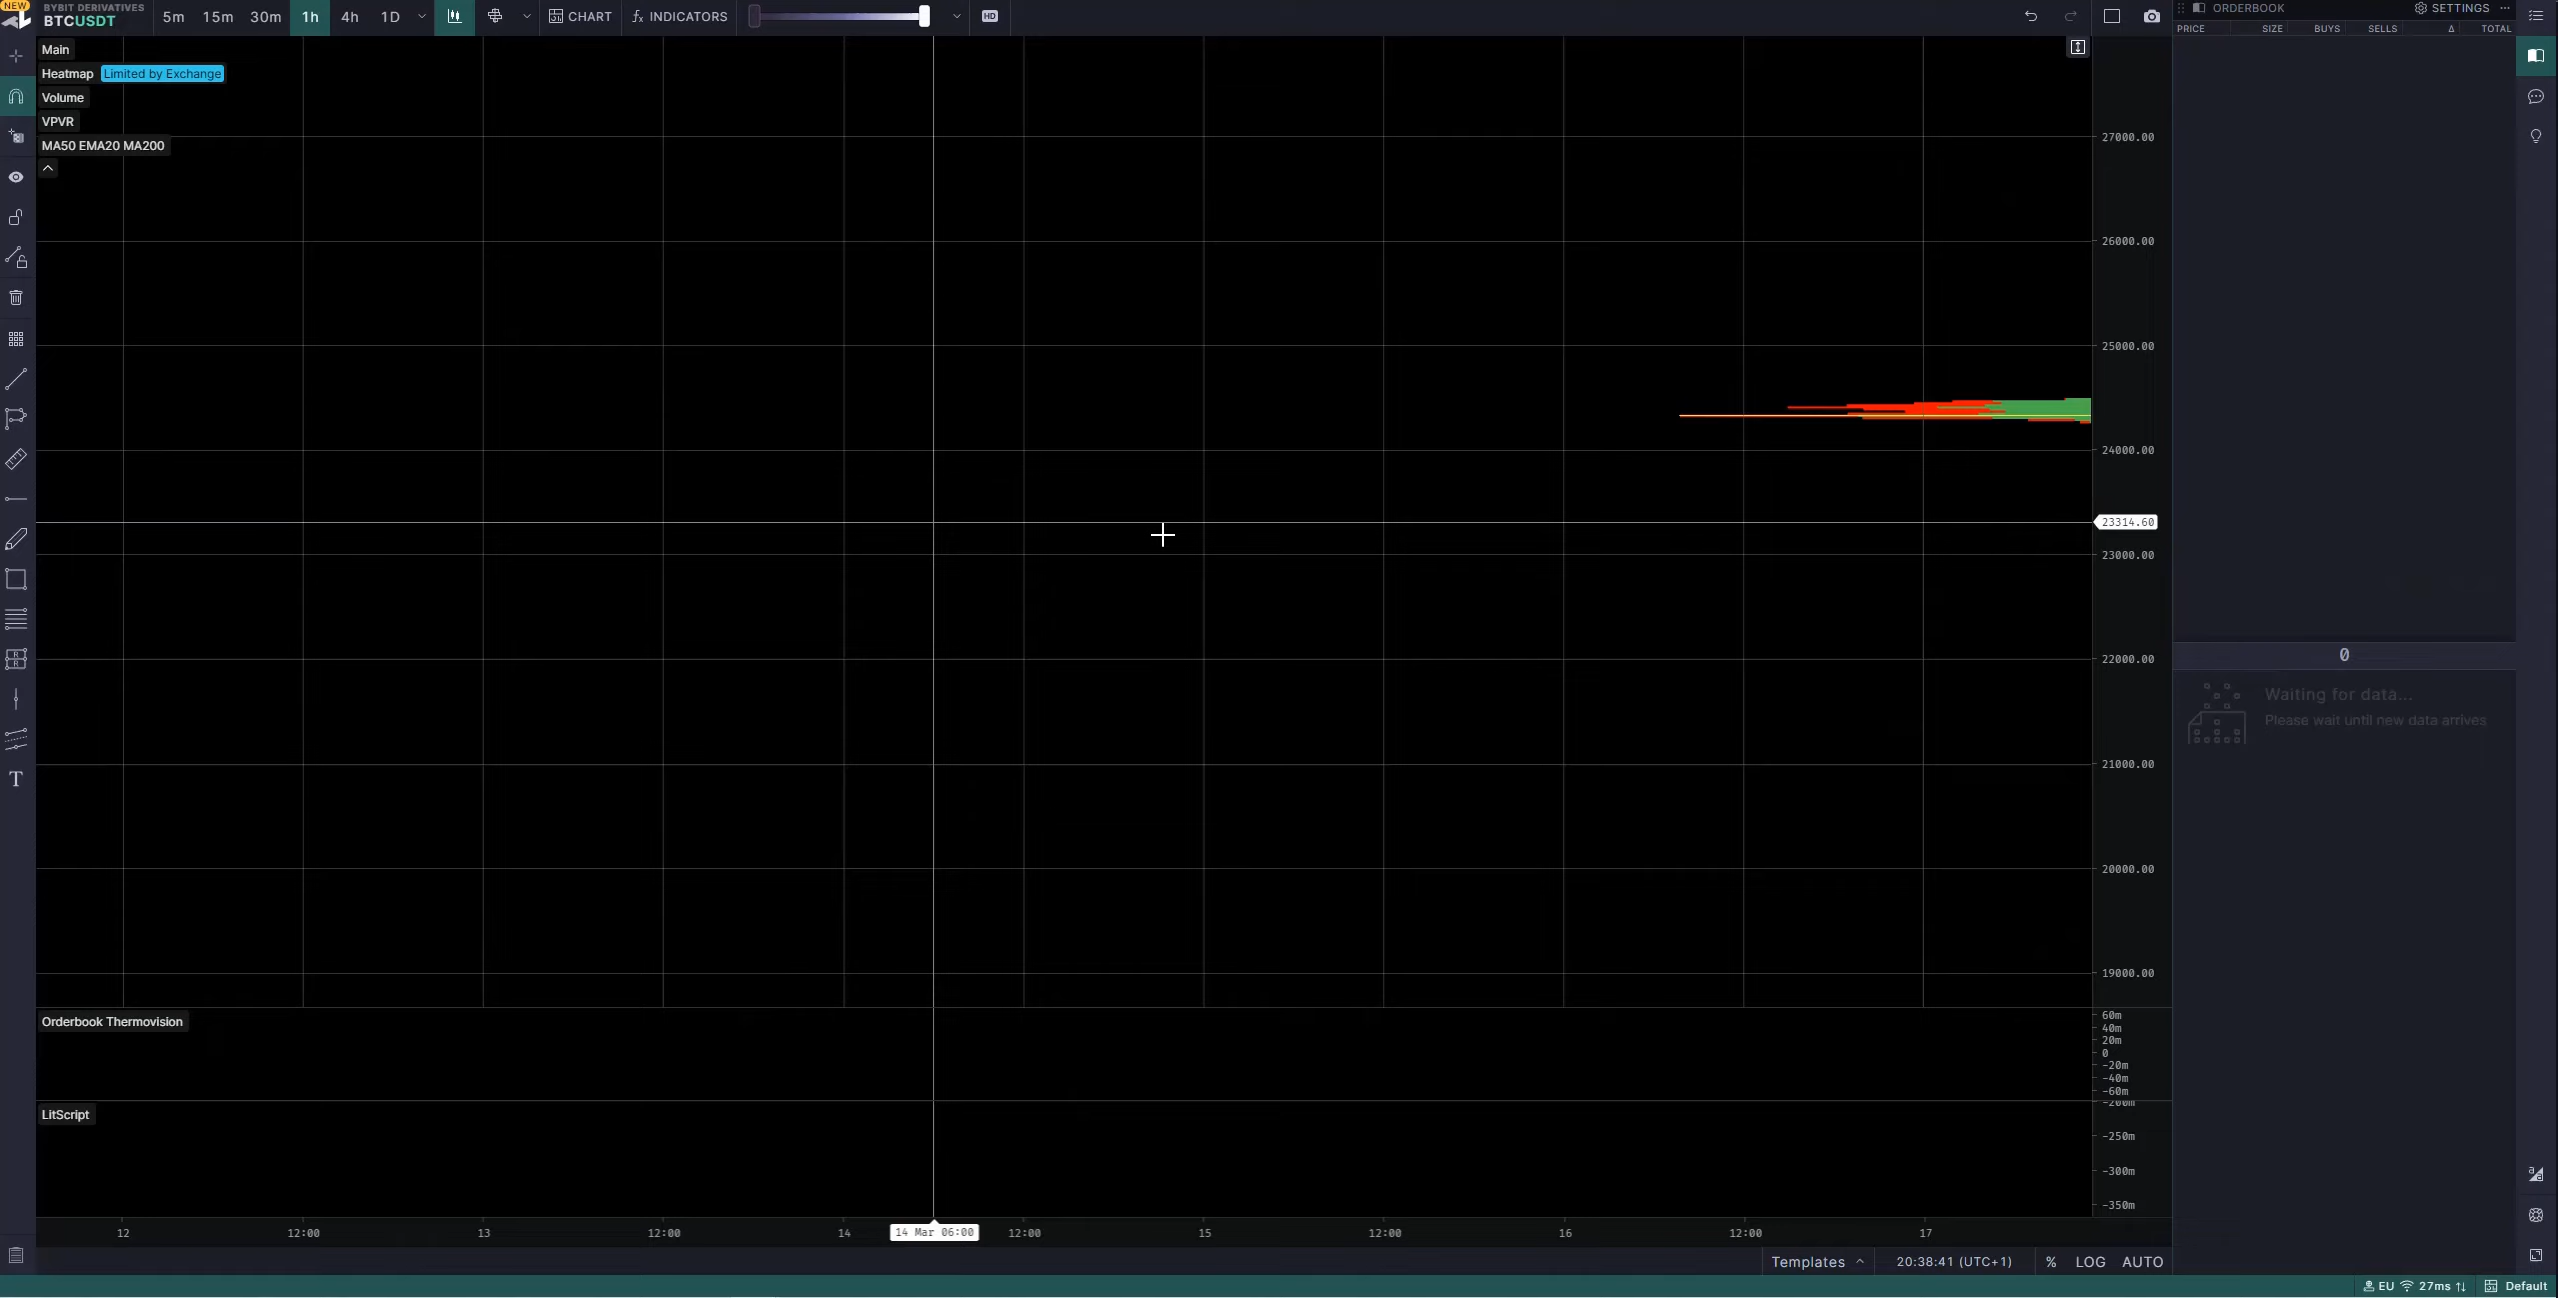 NEW
BYBIT DERIVATIVES
BTCUSDT
5m 15m 30m 1h 4h 1D CHART fx INDICATORS HD
ORDERBOOK SETTINGS
PRICE SIZE BUYS SELLS Δ TOTAL
Main
Heatmap Limited by Exchange
Volume
VPVR
MA50 EMA20 MA200
27000.00
26000.00
25000.00
24000.00
23314.60
23000.00
22000.00
21000.00
20000.00
19000.00
0
Waiting for data...
Please wait until new data arrives
T
Orderbook Thermovision
60m
40m
20m
0
-20m
-40m
-60m
LitScript
-200m
-250m
-300m
-350m
12 12:00 13 12:00 14 14 Mar 06:00 12:00 15 12:00 16 12:00 17
Templates 20:38:41 (UTC+1) % LOG AUTO
EU 27ms Default